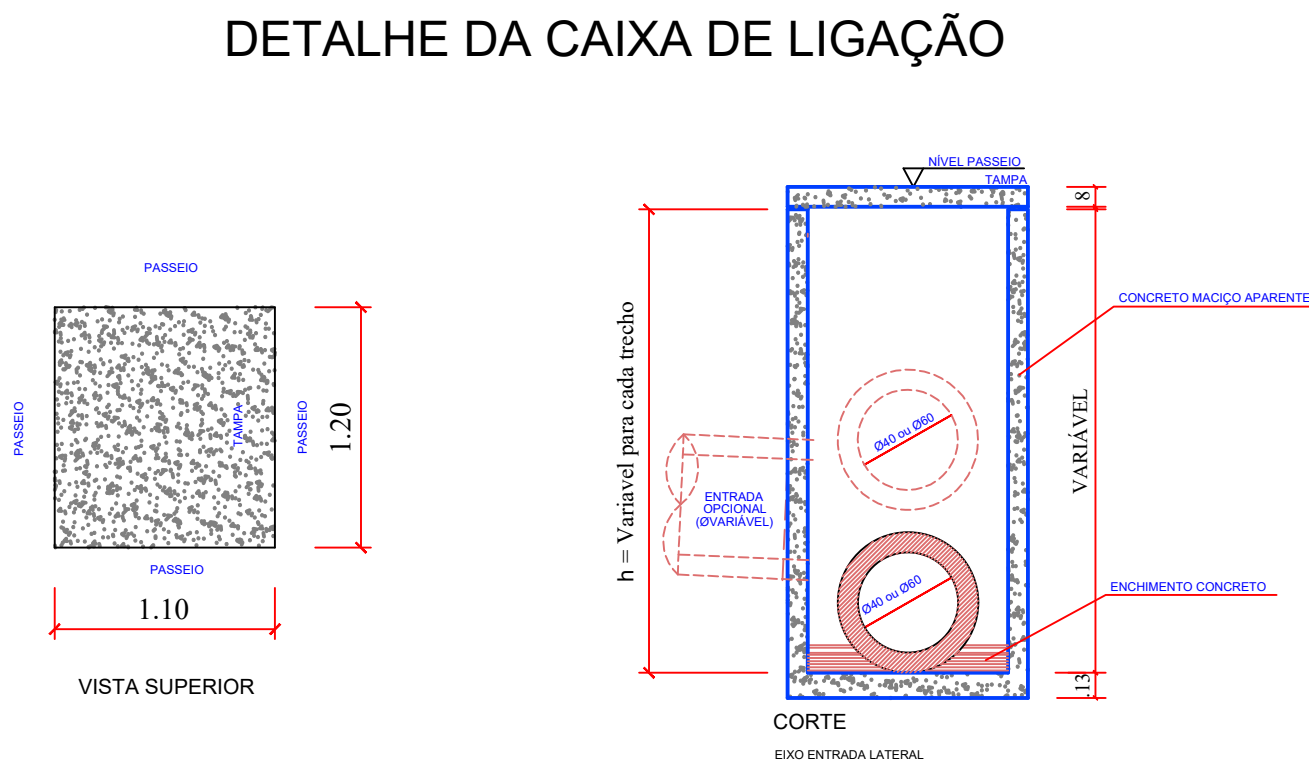 DETALHE DA CAIXA DE LIGAÇÃO
PASSEIO
PASSEIO
TAMPA
PASSEIO
1.20
PASSEIO
1.10
VISTA SUPERIOR
NÍVEL PASSEIO
TAMPA
8
h = Variavel para cada trecho
CONCRETO MACIÇO APARENTE
VARIÁVEL
Ø40 ou Ø60
ENTRADA
OPCIONAL
(ØVARIÁVEL)
Ø40 ou Ø60
ENCHIMENTO CONCRETO
.13
CORTE
EIXO ENTRADA LATERAL